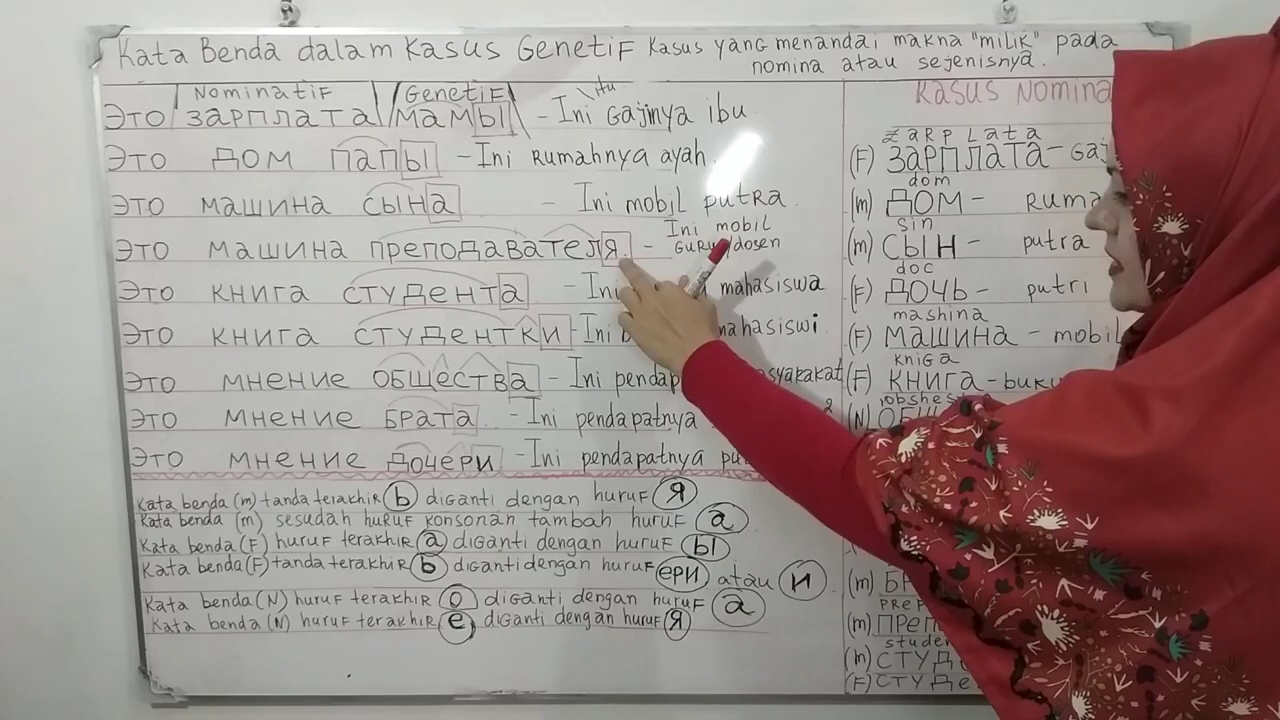 Kata Benda dalam Kasus Genetif Kasus yang menandai makna "milik" pada
nomina atau sejenisnya.
Nominatif Genetif itu
Это зарплата мамы - Ini Gajinya ibu
Это дом папы - Ini Rumahnya ayah.
Это машина сына - Ini mobil putra
Это машина преподавателя - Ini mobil Guru/dosen
Это книга студента - Ini mahasiswa
Это книга студентки - Ini mahasiswi
Это мнение общества - Ini masyakakat
Это мнение брата - Ini pendapatnya
Это мнение дочери - Ini pendapatnya
Kata benda (m) tanda terakhir ь diganti dengan huruf я
Kata benda (m) sesudah huruf konsonan tambah huruf а
Kata benda (F) huruf terakhir а diganti dengan huruf ы
Kata benda (F) tanda terakhir ь diganti dengan huruf ери atau и
Kata benda (N) huruf terakhir о diganti dengan huruf а
Kata benda (N) huruf terakhir е diganti dengan huruf я
Kasus
zarplata
(F) зарплата -
dom
(m) дом -
sin
(m) сын - putra
doc
(F) дочь - putri
mashina
(F) машина - mobil
kniga
(F) книга - buku
(N)
(m)
(m)
(m)
(F)